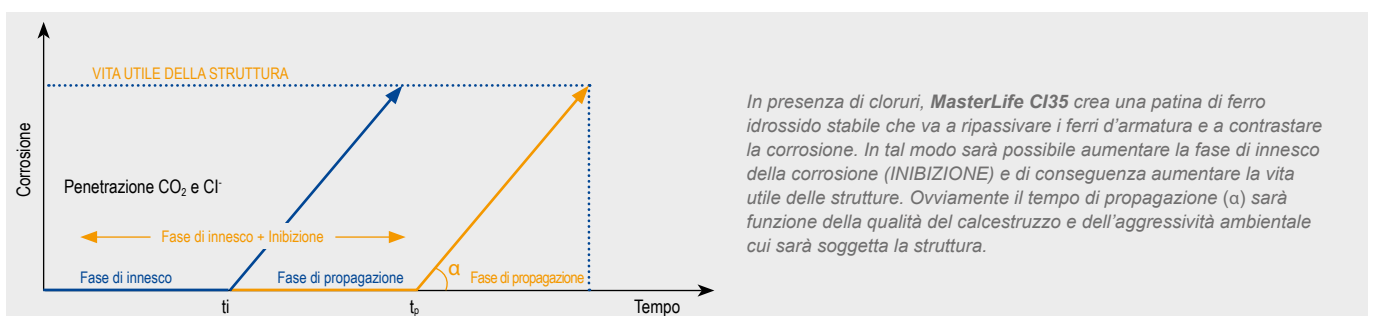 VITA UTILE DELLA STRUTTURA
Corrosione
Penetrazione CO₂ e Cl⁻
Fase di innesco + Inibizione
Fase di innesco
Fase di propagazione
α
Fase di propagazione
ti
tₚ
Tempo
In presenza di cloruri, MasterLife CI35 crea una patina di ferro
idrossido stabile che va a ripassivare i ferri d’armatura e a contrastare
la corrosione. In tal modo sarà possibile aumentare la fase di innesco
della corrosione (INIBIZIONE) e di conseguenza aumentare la vita
utile delle strutture. Ovviamente il tempo di propagazione (α) sarà
funzione della qualità del calcestruzzo e dell’aggressività ambientale
cui sarà soggetta la struttura.